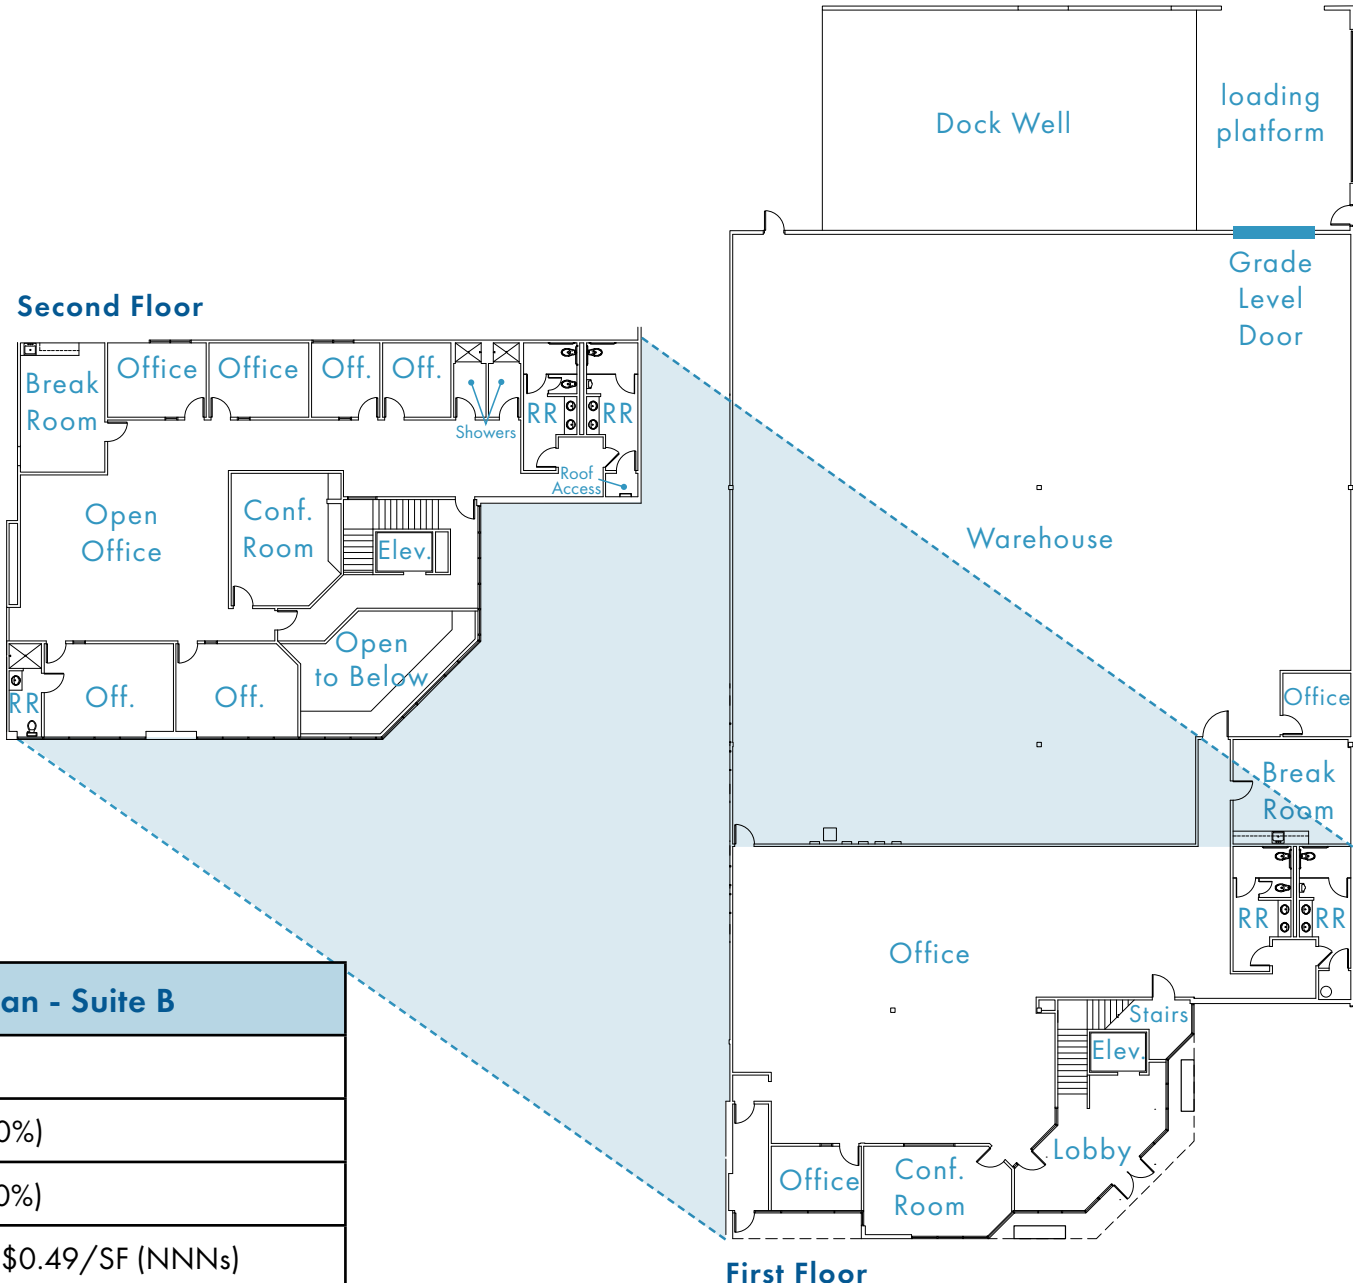 Dock Well
loading
platform
Grade
Level
Door
Second Floor
Break
Room
Office
Office
Off.
Off.
Showers
RR
RR
Roof
Access
Open
Office
Conf.
Room
Elev.
Open
to Below
RR
Off.
Off.
Warehouse
Office
Break
Room
RR
RR
Office
Stairs
Elev.
Lobby
Office
Conf.
Room
First Floor
an - Suite B
0%)
0%)
$0.49/SF (NNNs)